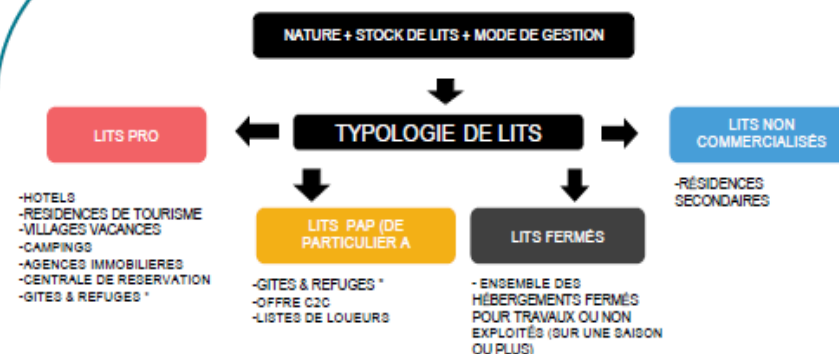 NATURE + STOCK DE LITS + MODE DE GESTION
TYPOLOGIE DE LITS
LITS PRO
-HOTELS
-RESIDENCES DE TOURISME
-VILLAGES VACANCES
-CAMPINGS
-AGENCES IMMOBILIERES
-CENTRALE DE RESERVATION
-GITES & REFUGES *
LITS PAP (DE
PARTICULIER A
-GITES & REFUGES *
-OFFRE C2C
-LISTES DE LOUEURS
LITS FERMÉS
- ENSEMBLE DES
HÉBERGEMENTS FERMÉS
POUR TRAVAUX OU NON
EXPLOITÉS (SUR UNE SAISON
OU PLUS)
LITS NON
COMMERCIALISÉS
-RÉSIDENCES
SECONDAIRES